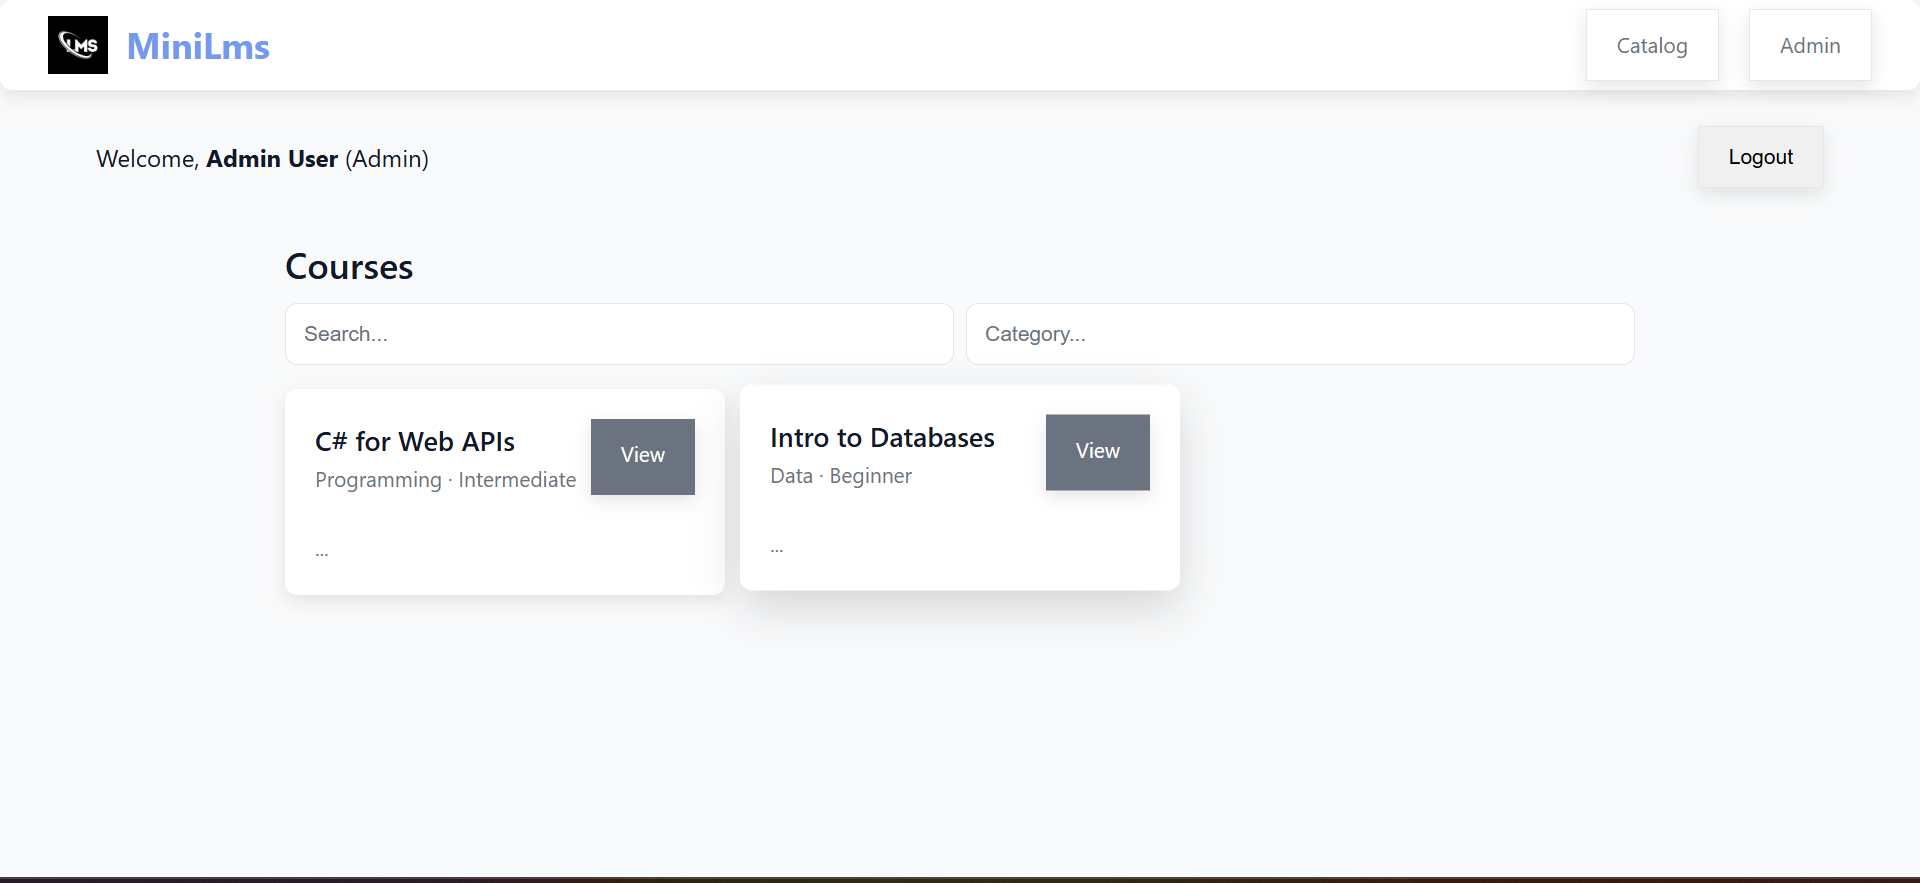 LMS
MiniLms
Catalog
Admin
Welcome, Admin User (Admin)
Logout
Courses
Search...
Category...
C# for Web APIs
View
Programming · Intermediate
...
Intro to Databases
View
Data · Beginner
...